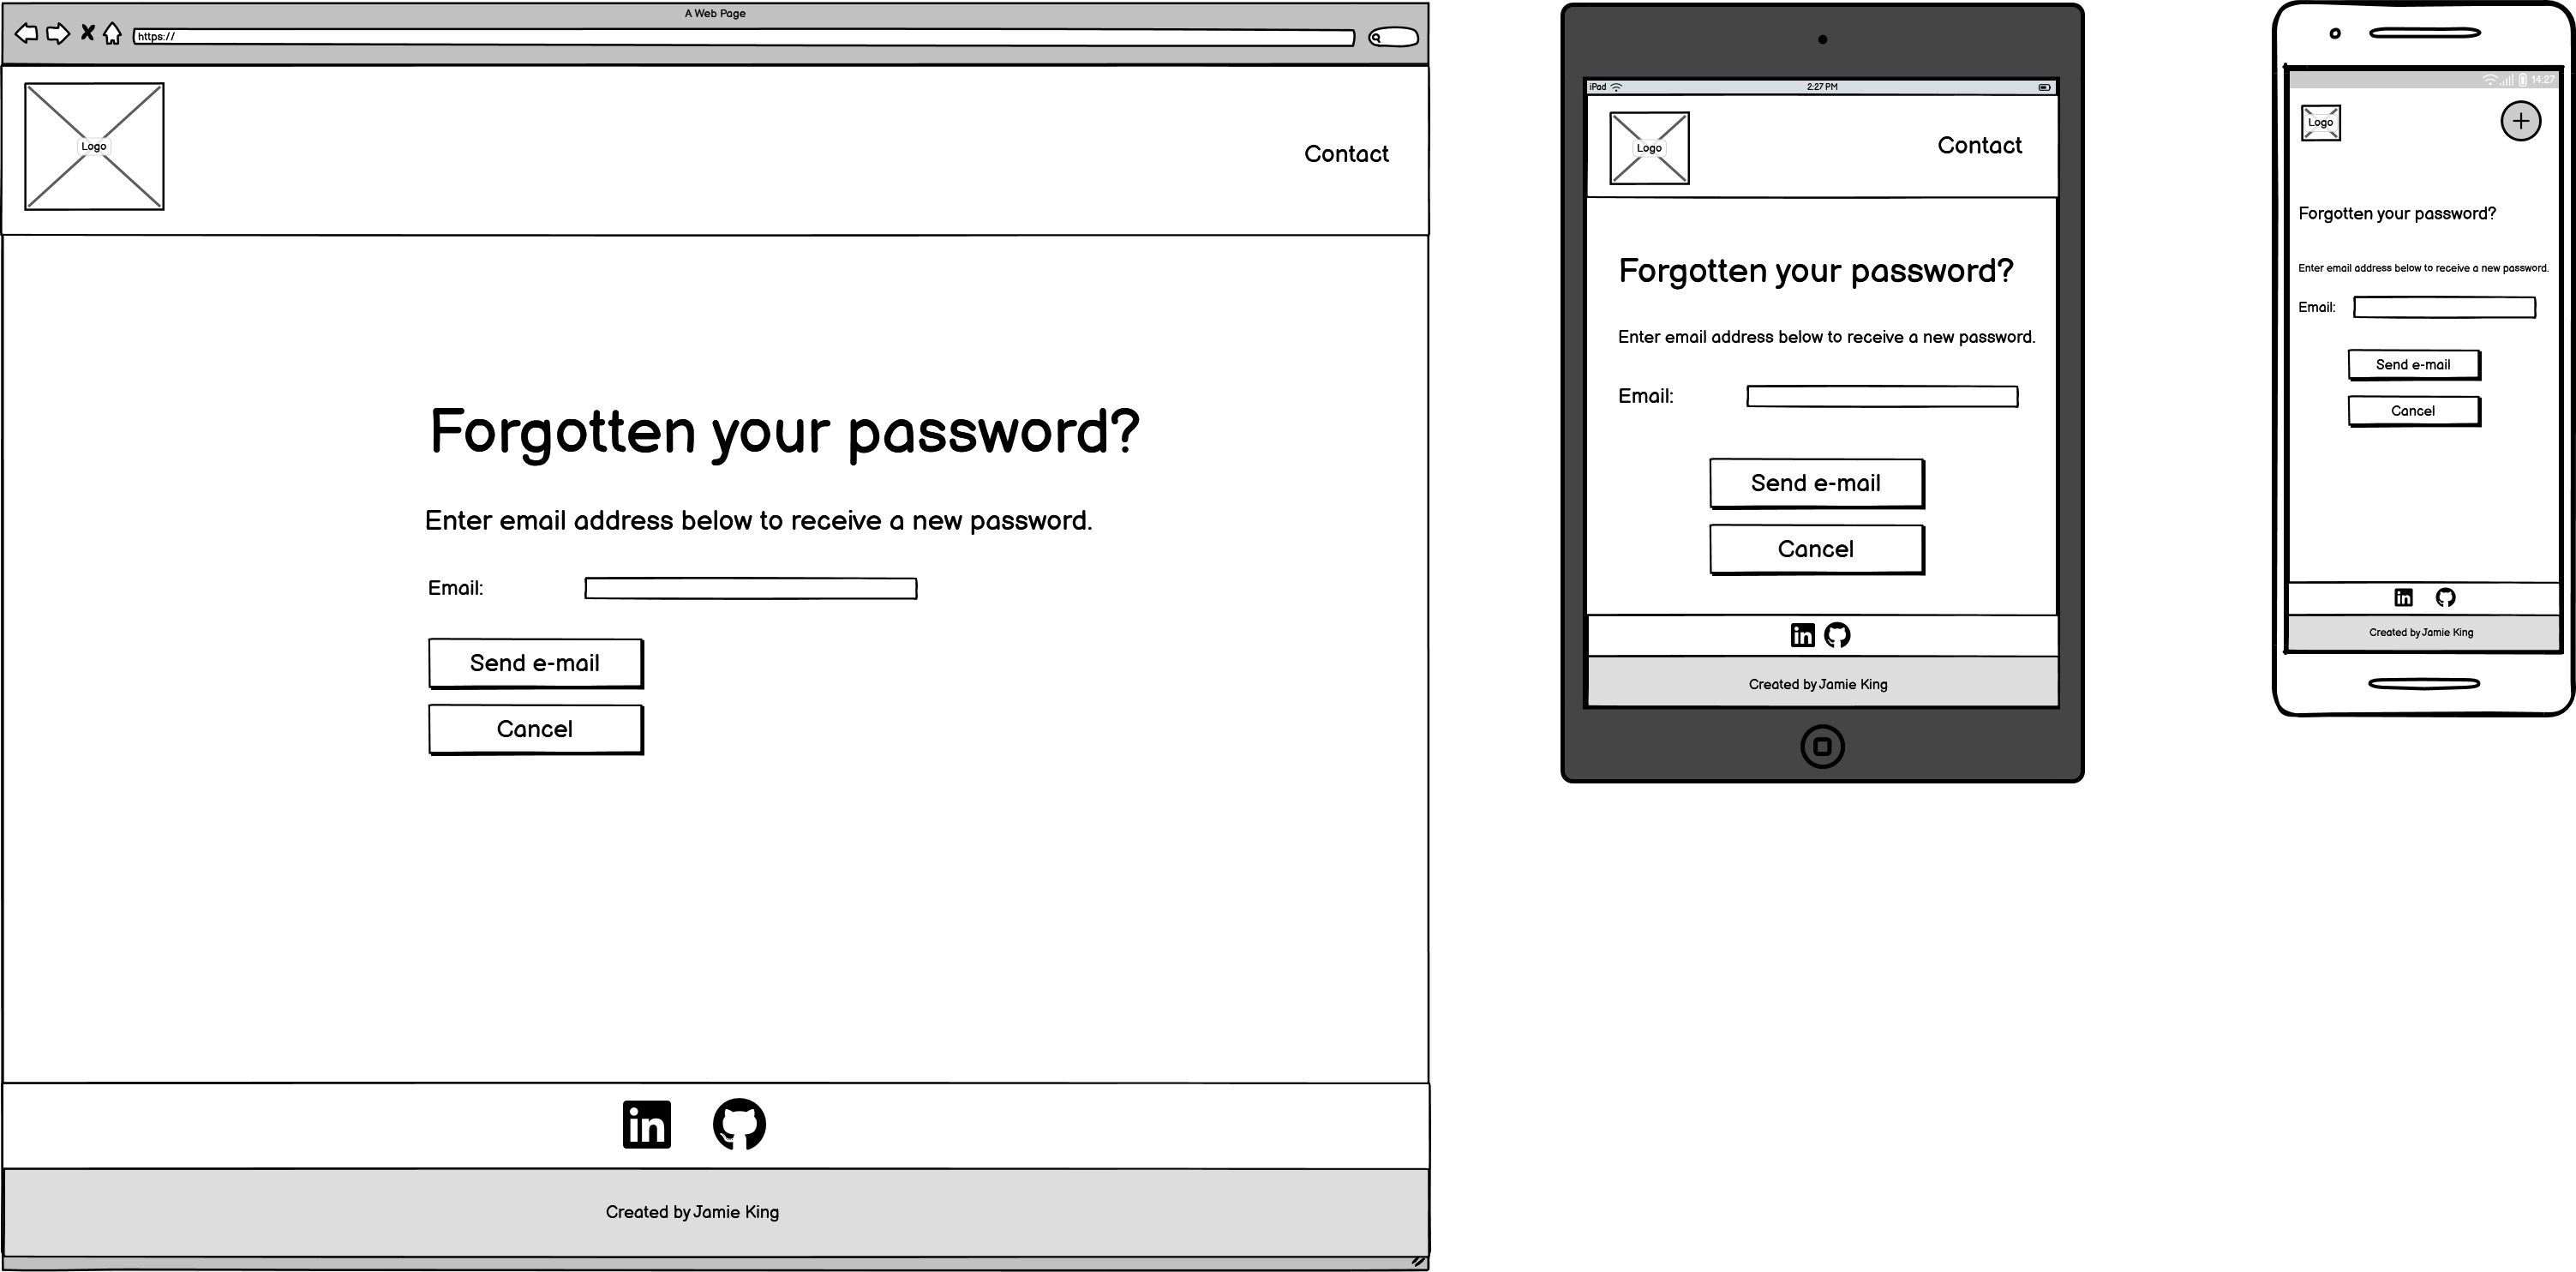 A Web Page
https://
Logo
Contact
Forgotten your password?
Enter email address below to receive a new password.
Email:
Send e-mail
Cancel
in
Created by Jamie King
iPad
2:27 PM
Logo
Contact
Forgotten your password?
Enter email address below to receive a new password.
Email:
Send e-mail
Cancel
in
Created by Jamie King
14:27
Logo
Forgotten your password?
Enter email address below to receive a new password.
Email:
Send e-mail
Cancel
in
Created by Jamie King